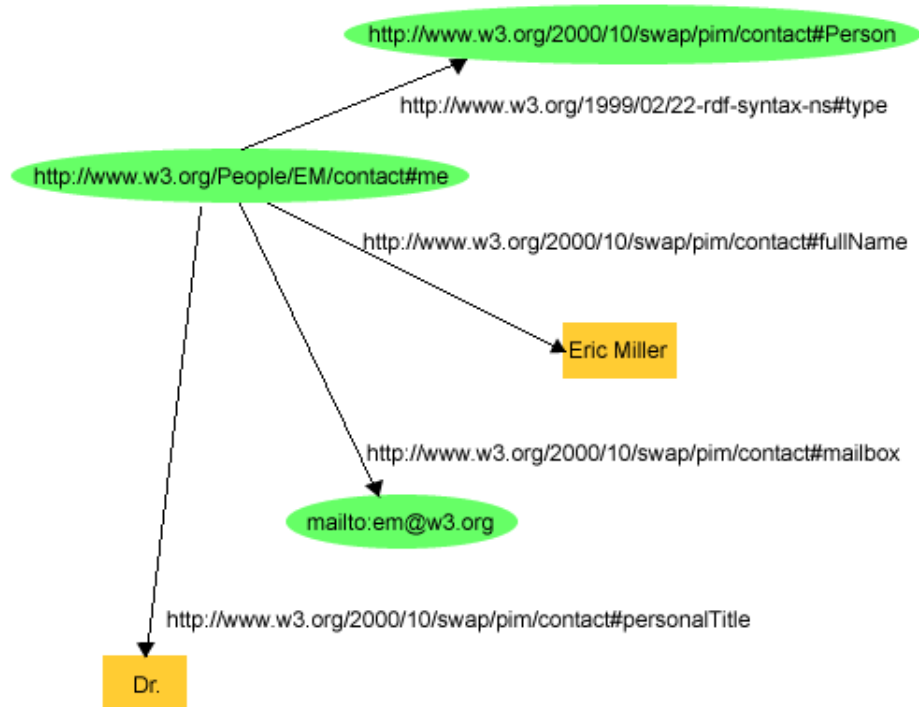 http://www.w3.org/2000/10/swap/pim/contact#Person
http://www.w3.org/1999/02/22-rdf-syntax-ns#type
http://www.w3.org/People/EM/contact#me
http://www.w3.org/2000/10/swap/pim/contact#fullName
Eric Miller
http://www.w3.org/2000/10/swap/pim/contact#mailbox
mailto:em@w3.org
http://www.w3.org/2000/10/swap/pim/contact#personalTitle
Dr.